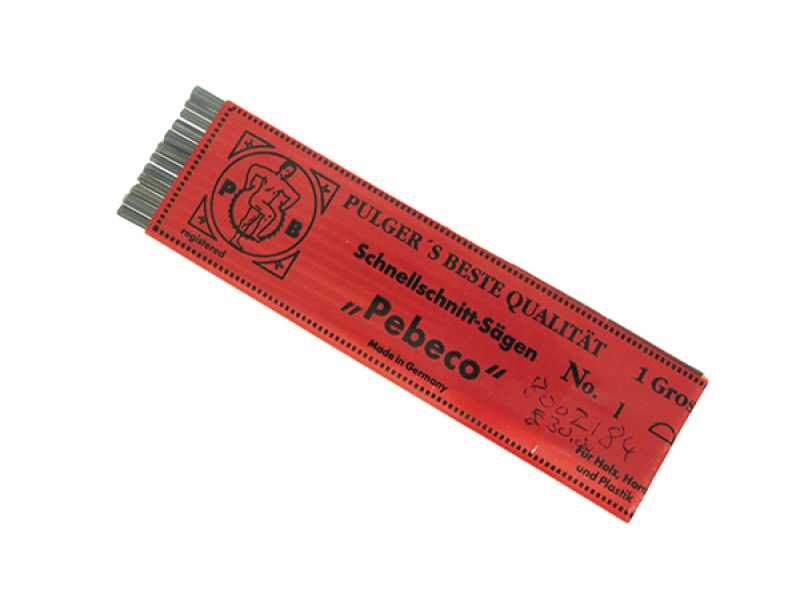 P B
registered
PULGER´S BESTE QUALITÄT
Schnellschnitt-Sägen
„Pebeco“
Made in Germany
No. 1
1 Gros
8002184
Für Holz, Horn
und Plastik